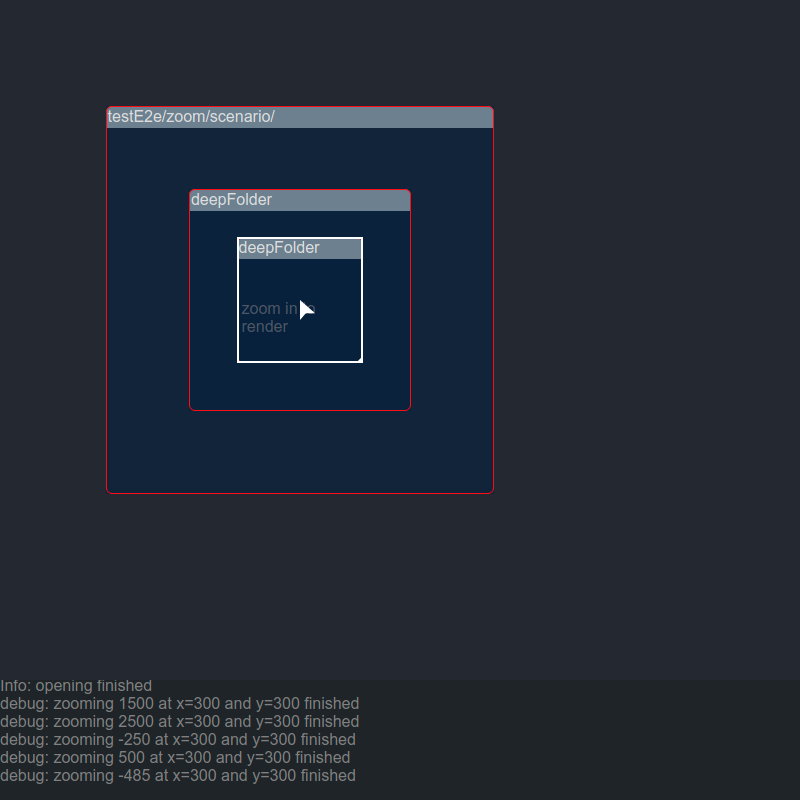 testE2e/zoom/scenario/
deepFolder
deepFolder
zoom in
render
Info: opening finished
debug: zooming 1500 at x=300 and y=300 finished
debug: zooming 2500 at x=300 and y=300 finished
debug: zooming -250 at x=300 and y=300 finished
debug: zooming 500 at x=300 and y=300 finished
debug: zooming -485 at x=300 and y=300 finished